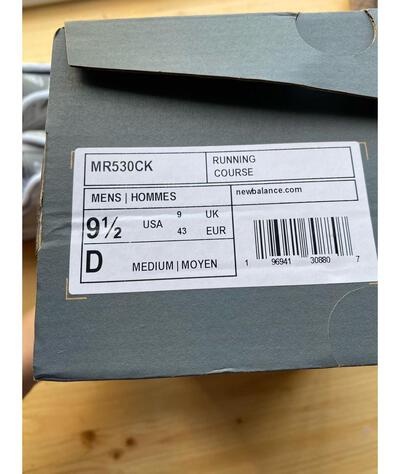 MR530CK
RUNNING
COURSE
MENS | HOMMES
newbalance.com
9½ USA 9 UK
43 EUR
D MEDIUM | MOYEN
1 96941 30880 7